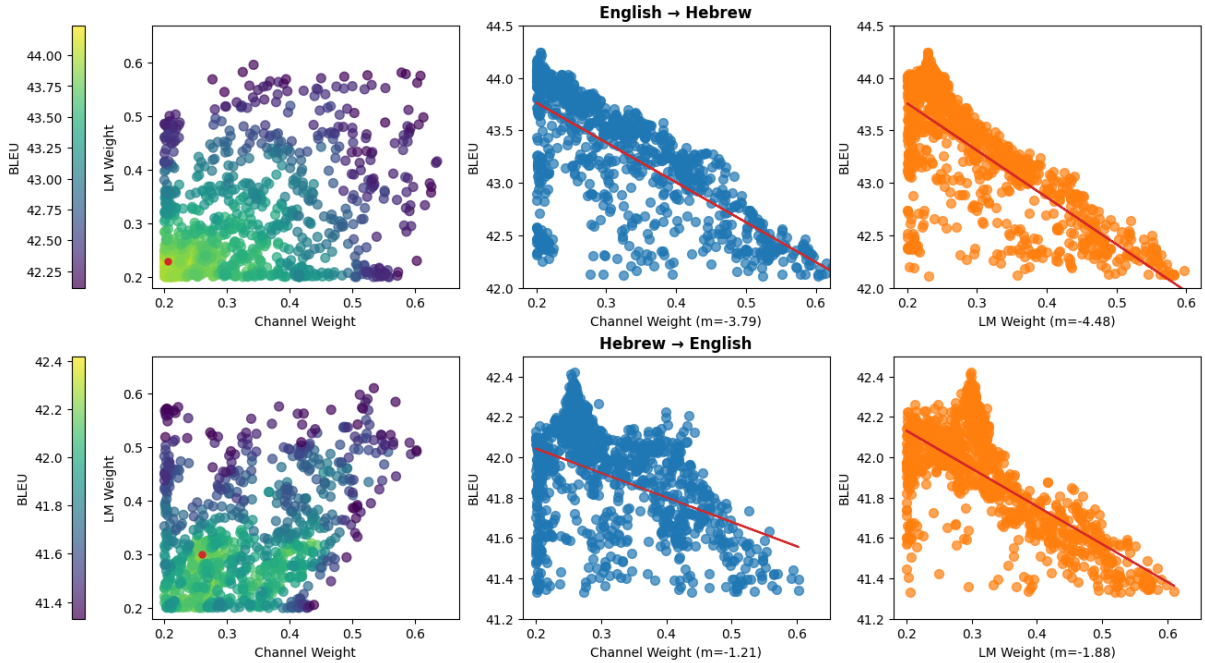 English → Hebrew
BLEU
44.00
43.75
43.50
43.25
43.00
42.75
42.50
42.25
LM Weight
0.6
0.5
0.4
0.3
0.2
0.2 0.3 0.4 0.5 0.6
Channel Weight
BLEU
44.5
44.0
43.5
43.0
42.5
42.0
0.2 0.3 0.4 0.5 0.6
Channel Weight (m=-3.79)
BLEU
44.5
44.0
43.5
43.0
42.5
42.0
0.2 0.3 0.4 0.5 0.6
LM Weight (m=-4.48)
Hebrew → English
BLEU
42.4
42.2
42.0
41.8
41.6
41.4
LM Weight
0.6
0.5
0.4
0.3
0.2
0.2 0.3 0.4 0.5 0.6
Channel Weight
BLEU
42.4
42.2
42.0
41.8
41.6
41.4
41.2
0.2 0.3 0.4 0.5 0.6
Channel Weight (m=-1.21)
BLEU
42.4
42.2
42.0
41.8
41.6
41.4
41.2
0.2 0.3 0.4 0.5 0.6
LM Weight (m=-1.88)